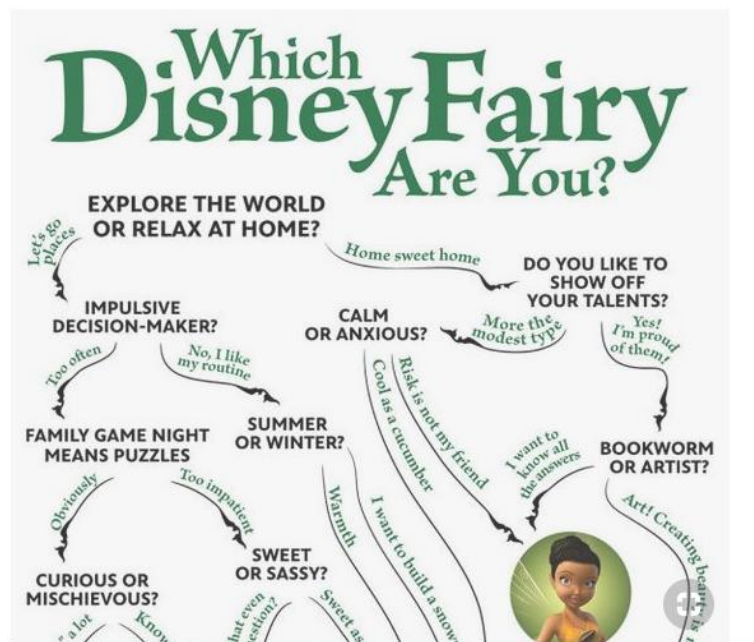 Which
Disney Fairy
Are You?
EXPLORE THE WORLD
OR RELAX AT HOME?
Let's go
places
Home sweet home
DO YOU LIKE TO
SHOW OFF
YOUR TALENTS?
IMPULSIVE
DECISION-MAKER?
CALM
OR ANXIOUS?
More the
modest type
Yes!
I'm proud
of them!
Too often
No, I like
my routine
Cool as a cucumber
Risk is not my friend
FAMILY GAME NIGHT
MEANS PUZZLES
SUMMER
OR WINTER?
I want to
know all
the answers
BOOKWORM
OR ARTIST?
Obviously
Too impatient
Warmth
I want to build a
Art! Creating
SWEET
OR SASSY?
CURIOUS OR
MISCHIEVOUS?
a lot
even
Sweet as